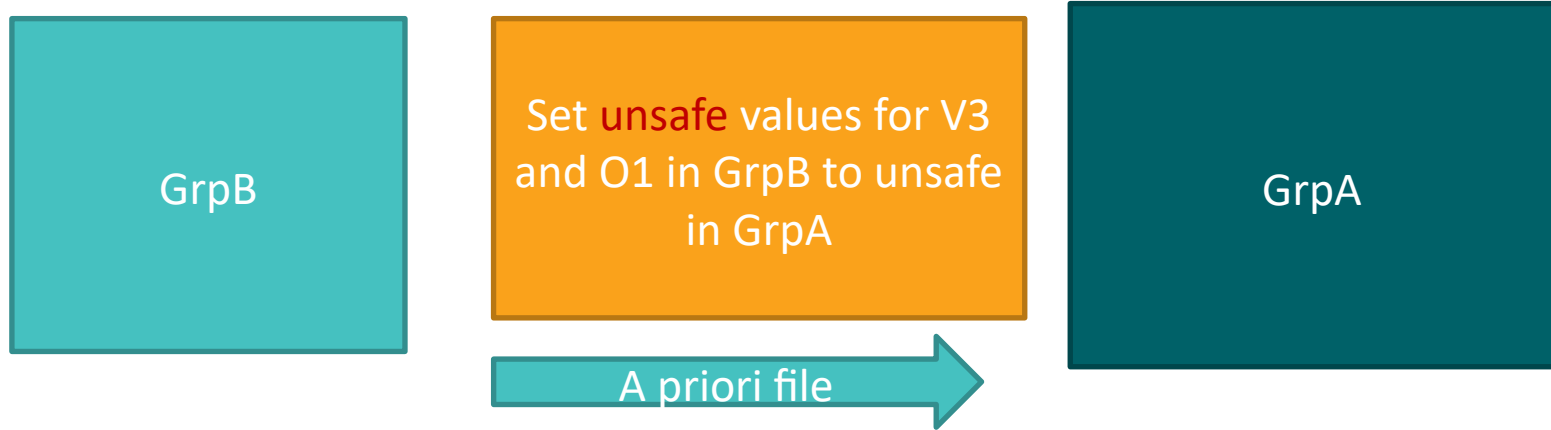 GrpB
Set unsafe values for V3
and O1 in GrpB to unsafe
in GrpA
GrpA
A priori file